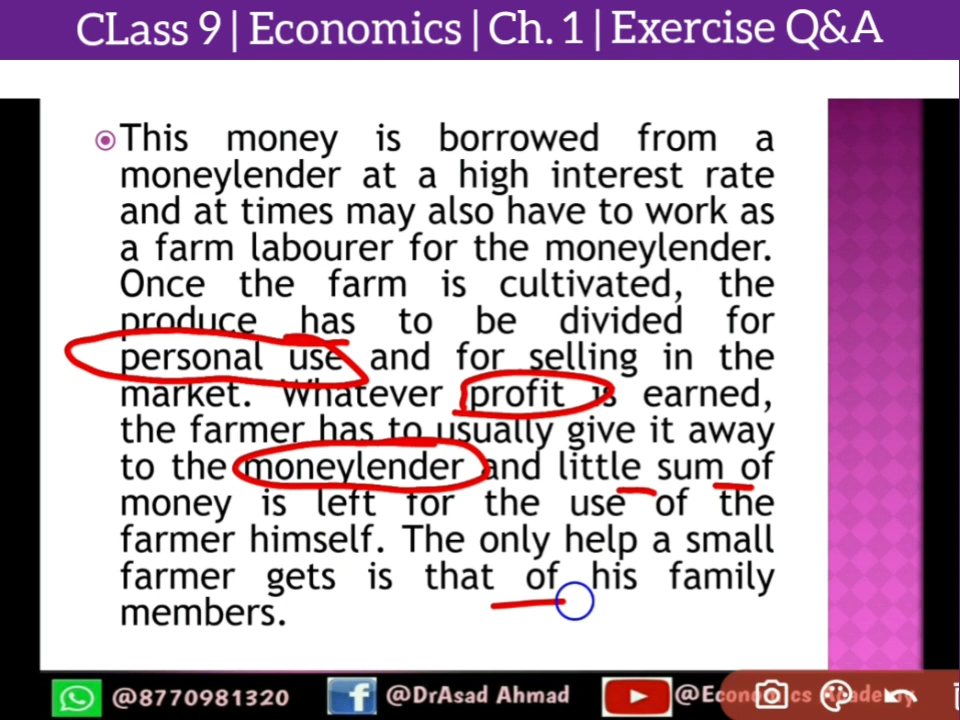 CLass 9 | Economics | Ch. 1 | Exercise Q&A
This money is borrowed from a
moneylender at a high interest rate
and at times may also have to work as
a farm labourer for the moneylender.
Once the farm is cultivated, the
produce has to be divided for
personal use and for selling in the
market. Whatever profit is earned,
the farmer has to usually give it away
to the moneylender and little sum of
money is left for the use of the
farmer himself. The only help a small
farmer gets is that of his family
members.
@8770981320 @DrAsad Ahmad @Economics Academy